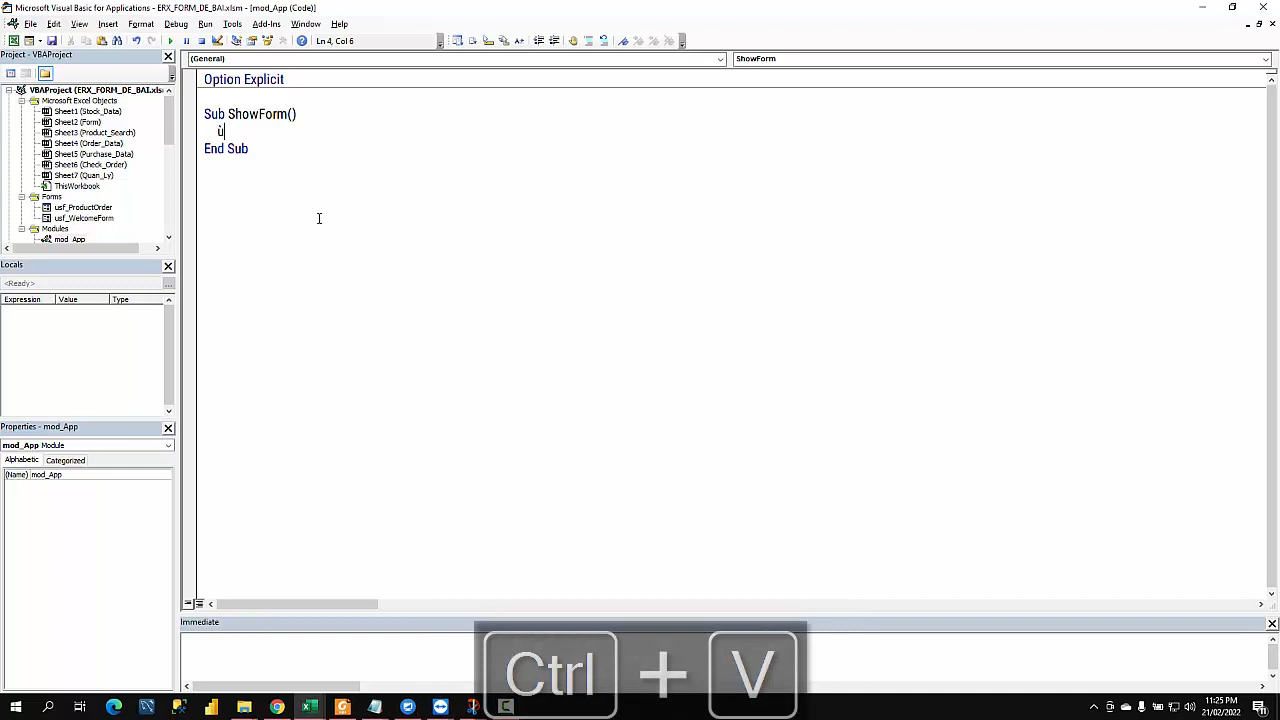 Microsoft Visual Basic for Applications - ERX_FORM_DE_BAI.xlsm - [mod_App (Code)]
File Edit View Insert Format Debug Run Tools Add-Ins Window Help
Ln 4, Col 6
Project - VBAProject
VBAProject (ERX_FORM_DE_BAI.xlsm
Microsoft Excel Objects
Sheet1 (Stock_Data)
Sheet2 (Form)
Sheet3 (Product_Search)
Sheet4 (Order_Data)
Sheet5 (Purchase_Data)
Sheet6 (Check_Order)
Sheet7 (Quan_Ly)
ThisWorkbook
Forms
usf_ProductOrder
usf_WelcomeForm
Modules
mod_App
Locals
<Ready>
...
Expression Value Type
Properties - mod_App
mod_App Module
Alphabetic Categorized
(Name) mod_App
(General)
ShowForm
Option Explicit
Sub ShowForm()
ù
End Sub
Immediate
Ctrl + V
11:25 PM
21/02/2022